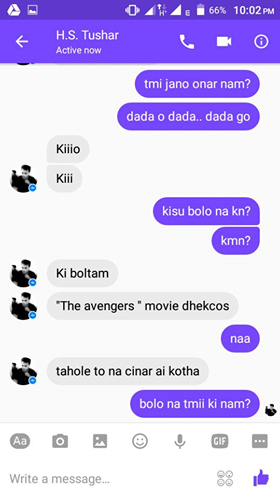 66% 10:02 PM
H.S. Tushar
Active now
tmi jano onar nam?
dada o dada.. dada go
Kiiio
Kiii
kisu bolo na kn?
kmn?
Ki boltam
"The avengers " movie dhekcos
naa
tahole to na cinar ai kotha
bolo na tmii ki nam?
Aa
GIF
Write a message…